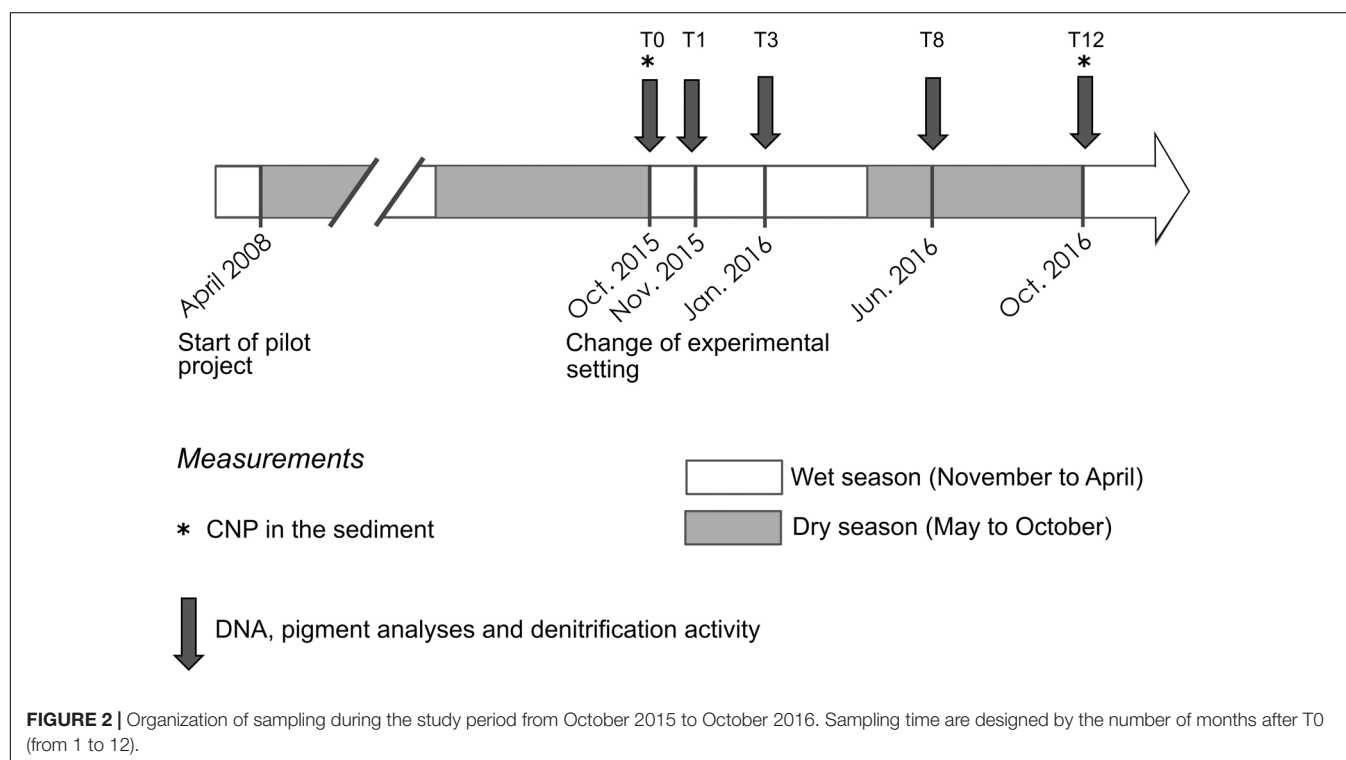 T0 T1 T3 T8 T12
* *
April 2008 Oct. 2015 Nov. 2015 Jan. 2016 Jun. 2016 Oct. 2016
Start of pilot
project
Change of experimental
setting
Measurements
* CNP in the sediment
Wet season (November to April)
Dry season (May to October)
DNA, pigment analyses and denitrification activity
FIGURE 2 | Organization of sampling during the study period from October 2015 to October 2016. Sampling time are designed by the number of months after T0
(from 1 to 12).